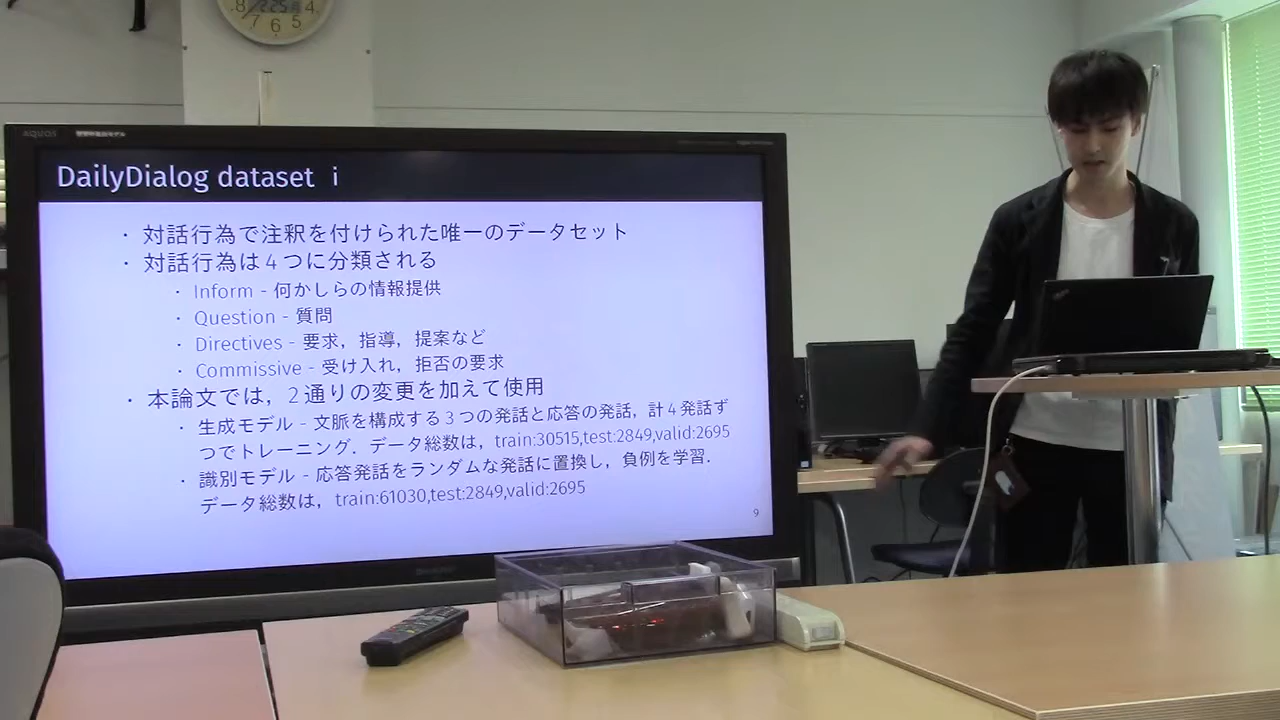 8 225 4
7 6 5
AQUOS
DailyDialog dataset i
・対話行為で注釈を付けられた唯一のデータセット
・対話行為は4つに分類される
・Inform - 何かしらの情報提供
・Question - 質問
・Directives - 要求，指導，提案など
・Commissive - 受け入れ，拒否の要求
・本論文では，2通りの変更を加えて使用
・生成モデル - 文脈を構成する3つの発話と応答の発話，計4発話ず
つでトレーニング．データ総数は，train:30515,test:2849,valid:2695
・識別モデル - 応答発話をランダムな発話に置換し，負例を学習．
データ総数は，train:61030,test:2849,valid:2695
9
SHARP